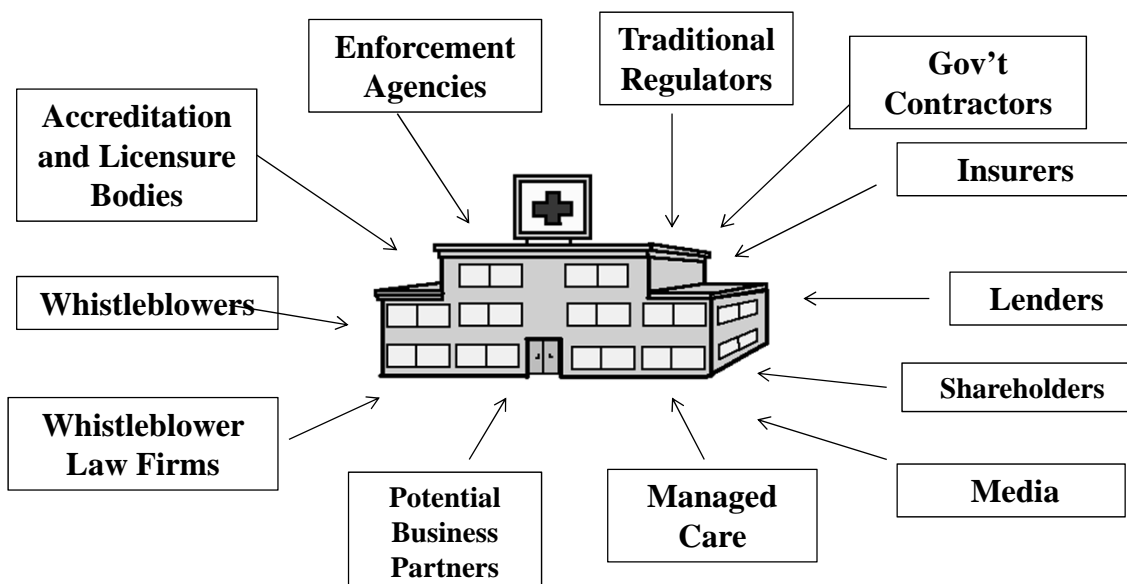 Enforcement
Agencies
Traditional
Regulators
Gov’t
Contractors
Accreditation
and Licensure
Bodies
Insurers
Whistleblowers
Lenders
Shareholders
Whistleblower
Law Firms
Potential
Business
Partners
Managed
Care
Media